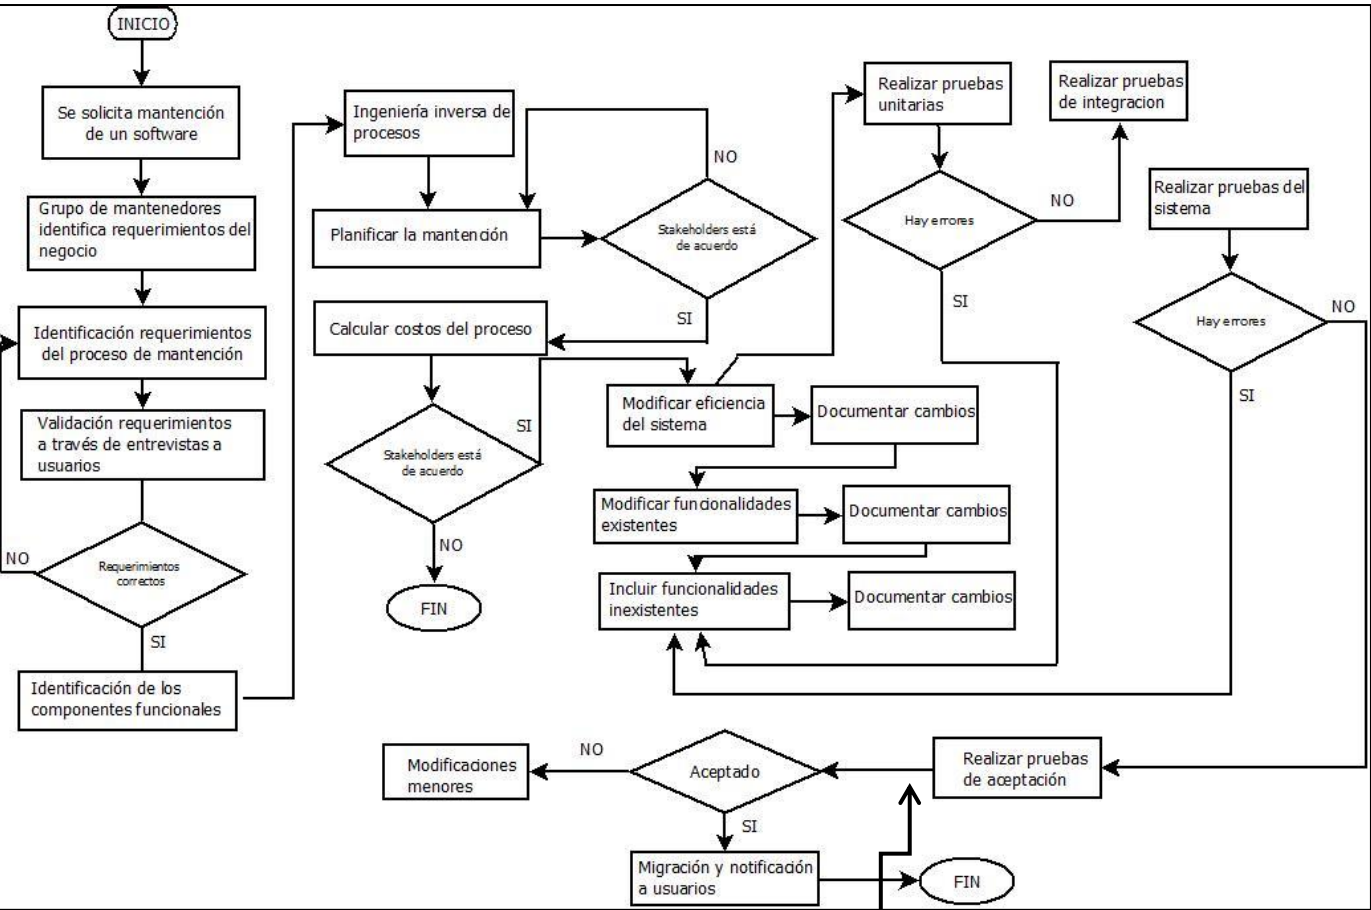 INICIO
Se solicita mantención
de un software
Grupo de mantenedores
identifica requerimientos del
negocio
Identificación requerimientos
del proceso de mantención
Validación requerimientos
a través de entrevistas a
usuarios
NO
Requerimientos
correctos
SI
Identificación de los
componentes funcionales
Ingeniería inversa de
procesos
Planificar la mantención
NO
Stakeholders está
de acuerdo
SI
Calcular costos del proceso
Stakeholders está
de acuerdo
SI
NO
FIN
Modificar eficiencia
del sistema
Documentar cambios
Modificar funcionalidades
existentes
Documentar cambios
Incluir funcionalidades
inexistentes
Documentar cambios
Realizar pruebas
unitarias
Hay errores
NO
SI
Realizar pruebas
de integracion
Realizar pruebas del
sistema
Hay errores
NO
SI
Realizar pruebas
de aceptación
Aceptado
NO
Modificaciones
menores
SI
Migración y notificación
a usuarios
FIN